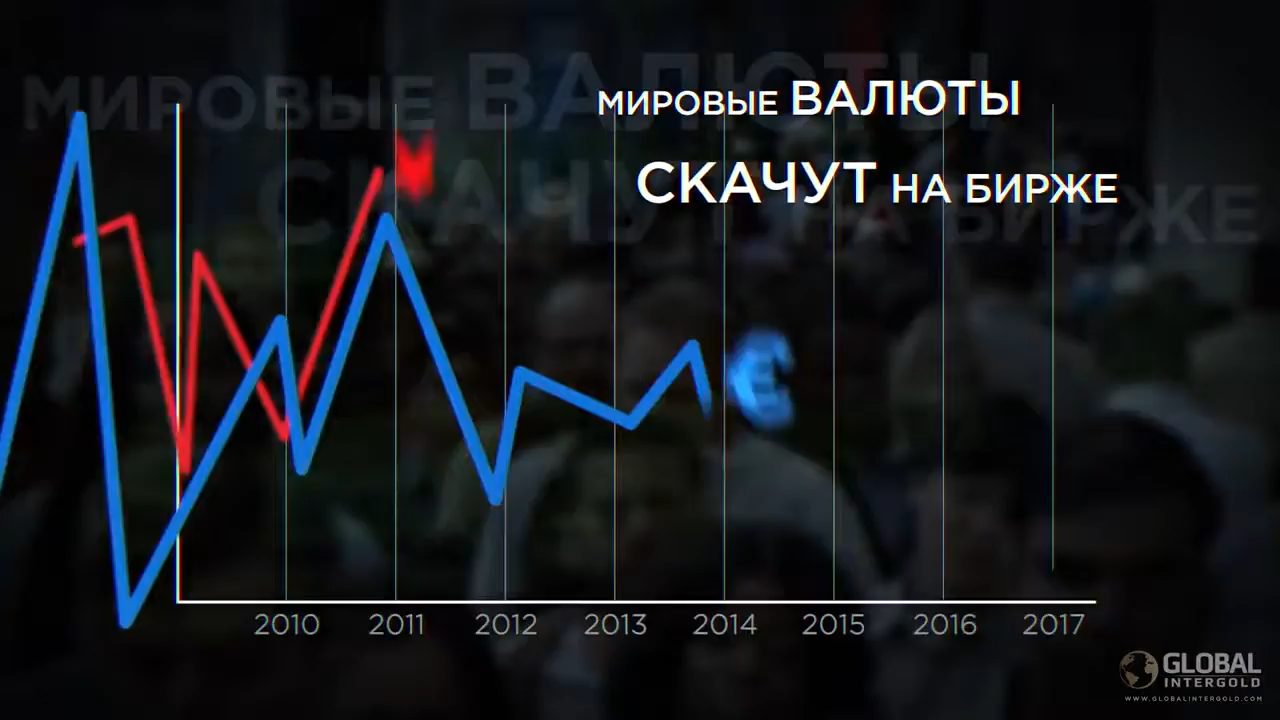 МИРОВЫЕ ВАЛЮТЫ
СКАЧУТ НА БИРЖЕ
€
2010 2011 2012 2013 2014 2015 2016 2017
GLOBAL
INTERGOLD
WWW.GLOBALINTERGOLD.COM